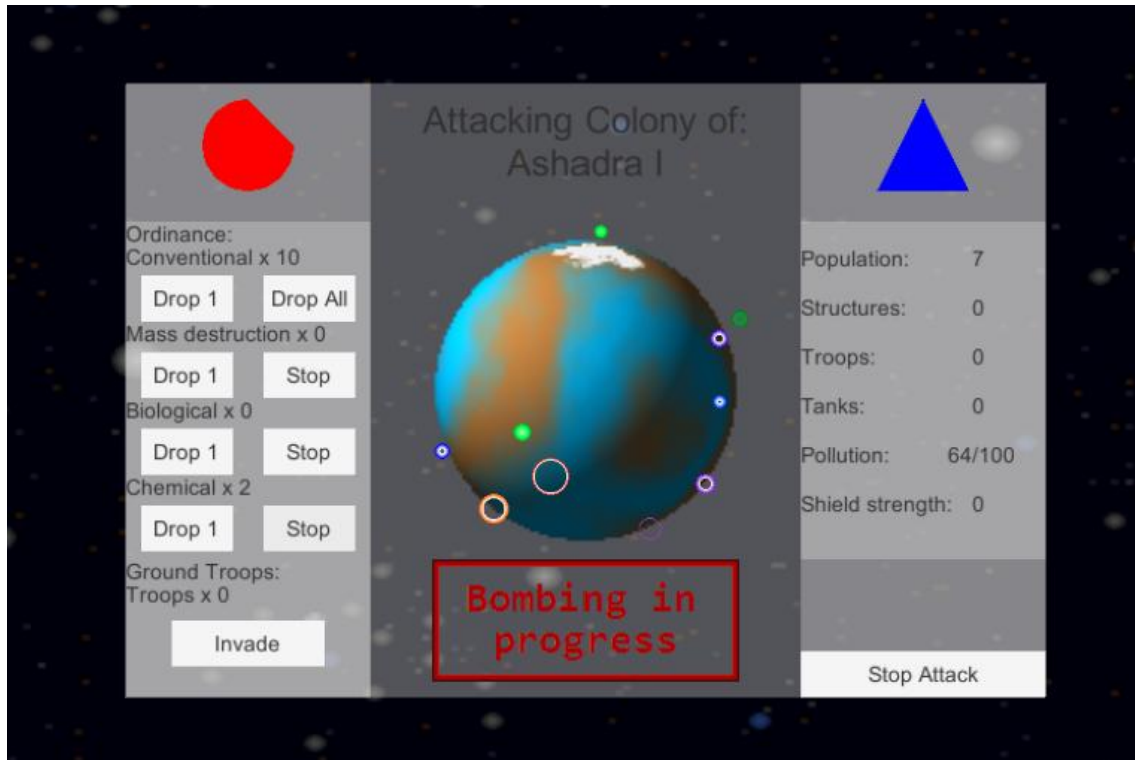 Attacking Colony of:
Ashadra I
Ordinance:
Conventional x 10
Drop 1
Drop All
Mass destruction x 0
Drop 1
Stop
Biological x 0
Drop 1
Stop
Chemical x 2
Drop 1
Stop
Ground Troops:
Troops x 0
Invade
Bombing in
progress
Population: 7
Structures: 0
Troops: 0
Tanks: 0
Pollution: 64/100
Shield strength: 0
Stop Attack